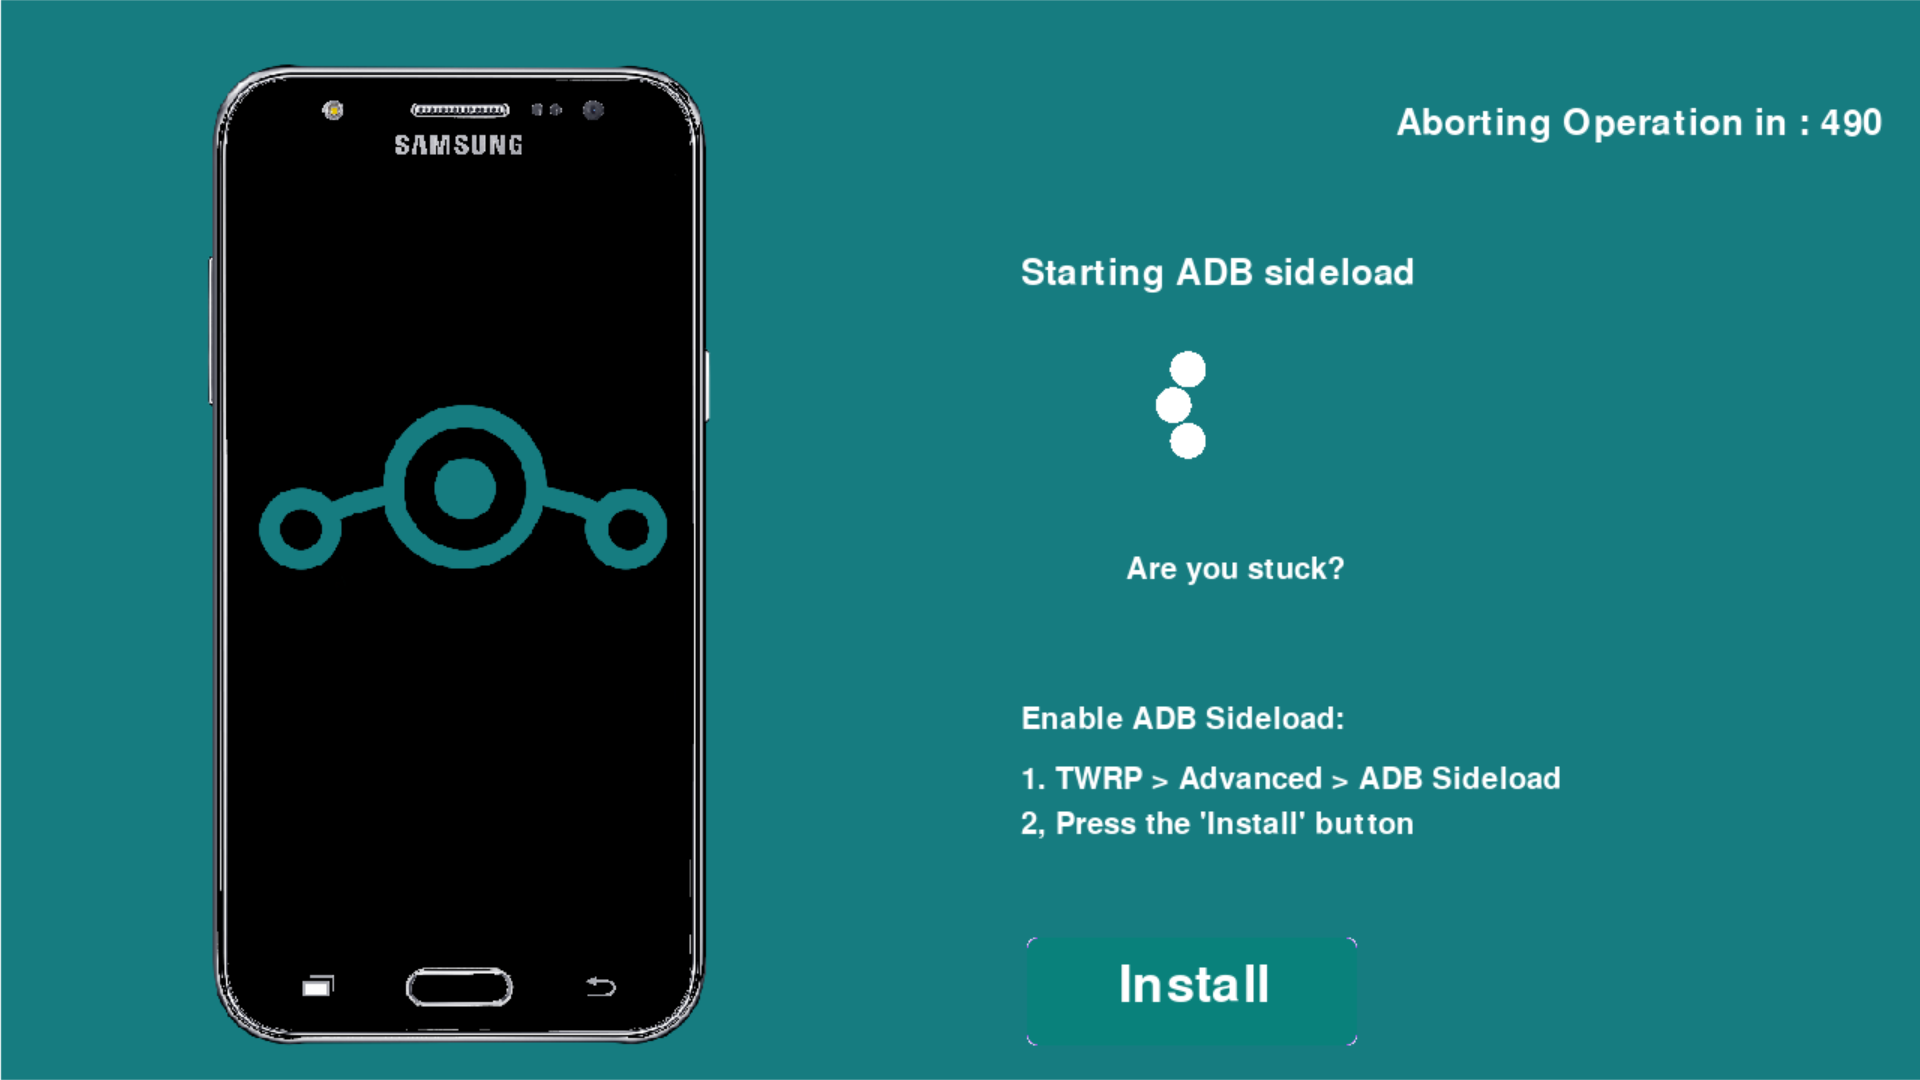 SAMSUNG
Aborting Operation in : 490
Starting ADB sideload
Are you stuck?
Enable ADB Sideload:
1. TWRP > Advanced > ADB Sideload
2, Press the 'Install' button
Install